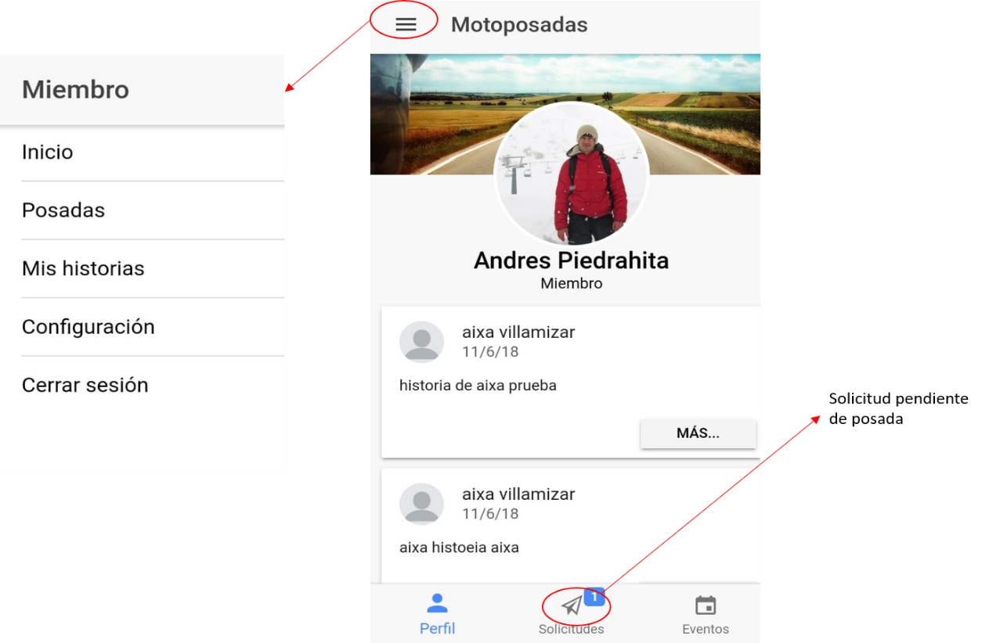 Miembro
Inicio
Posadas
Mis historias
Configuración
Cerrar sesión
Motoposadas
Andres Piedrahita
Miembro
aixa villamizar
11/6/18
historia de aixa prueba
MÁS...
aixa villamizar
11/6/18
aixa histoeia aixa
1
Perfil
Solicitudes
Eventos
Solicitud pendiente
de posada